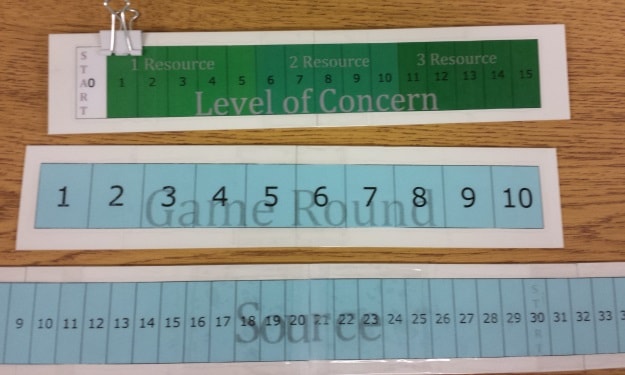 START
0
1 Resource 2 Resource 3 Resource
1 2 3 4 5 6 7 8 9 10 11 12 13 14 15
Level of Concern
1 2 3 4 5 6 7 8 9 10
Game Round
START
9 10 11 12 13 14 15 16 17 18 19 20 21 22 23 24 25 26 27 28 29 30 31 32 33
Source